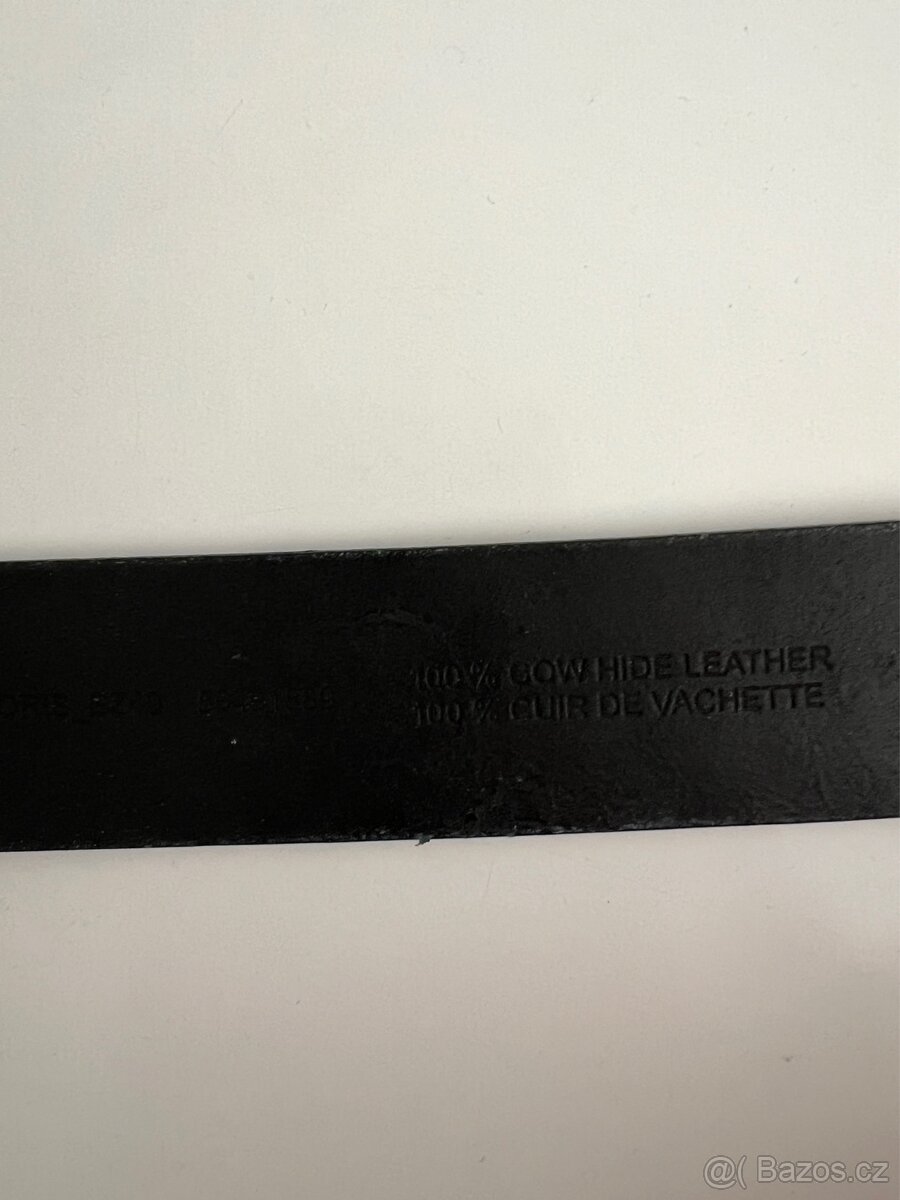 100 % COW HIDE LEATHER
100 % CUIR DE VACHETTE
@( Bazos.cz